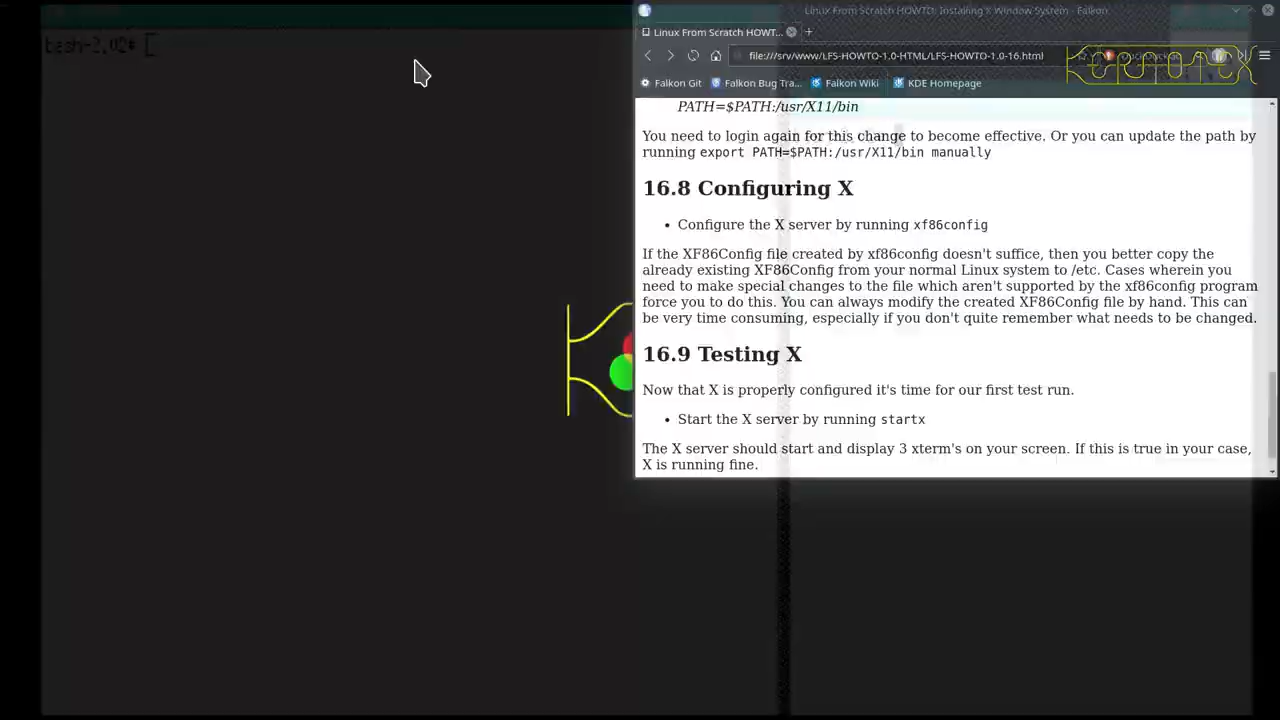 bash-2.02#
Linux From Scratch HOWTO: Installing X Window System - Falkon
Linux From Scratch HOWT...
file:///srv/www/LFS-HOWTO-1.0-HTML/LFS-HOWTO-1.0-16.html
Falkon Git Falkon Bug Tra... Falkon Wiki KDE Homepage
PATH=$PATH:/usr/X11/bin
You need to login again for this change to become effective. Or you can update the path by
running export PATH=$PATH:/usr/X11/bin manually
16.8 Configuring X
• Configure the X server by running xf86config
If the XF86Config file created by xf86config doesn't suffice, then you better copy the
already existing XF86Config from your normal Linux system to /etc. Cases wherein you
need to make special changes to the file which aren't supported by the xf86config program
force you to do this. You can always modify the created XF86Config file by hand. This can
be very time consuming, especially if you don't quite remember what needs to be changed.
16.9 Testing X
Now that X is properly configured it's time for our first test run.
• Start the X server by running startx
The X server should start and display 3 xterm's on your screen. If this is true in your case,
X is running fine.